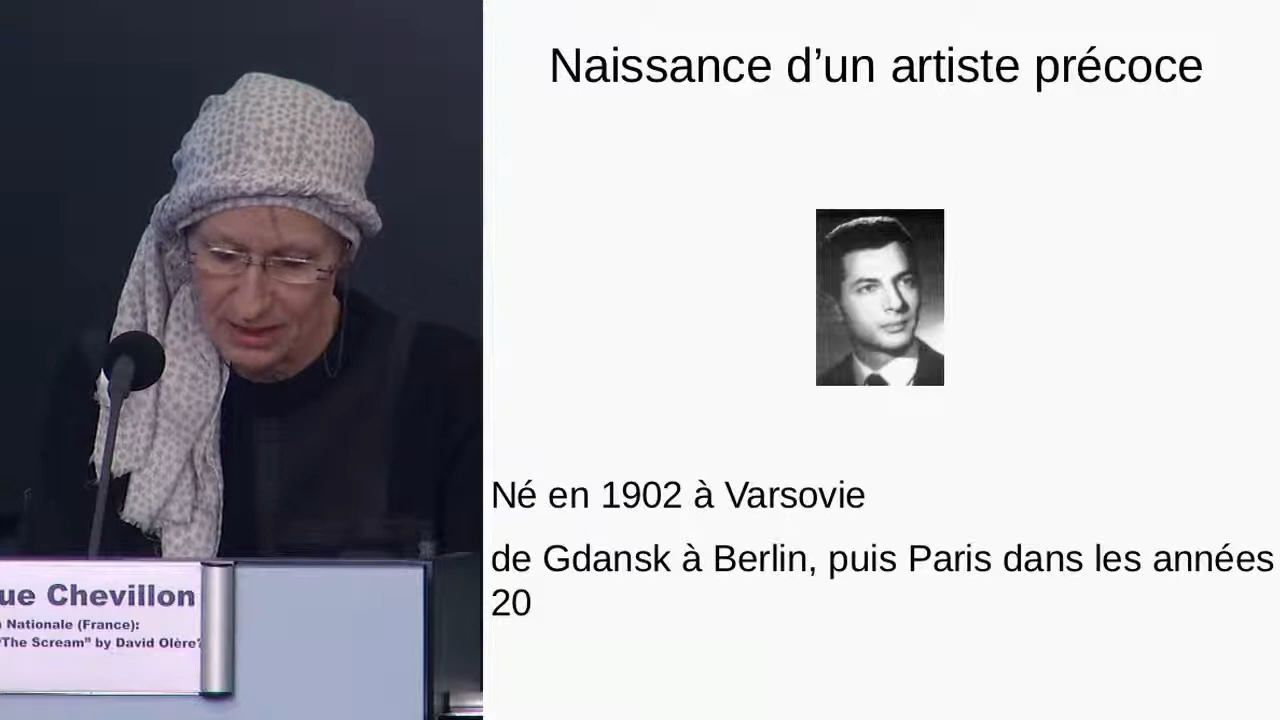 Naissance d’un artiste précoce
Né en 1902 à Varsovie
de Gdansk à Berlin, puis Paris dans les années
20
ue Chevillon
Nationale (France):
"The Scream" by David Olère?